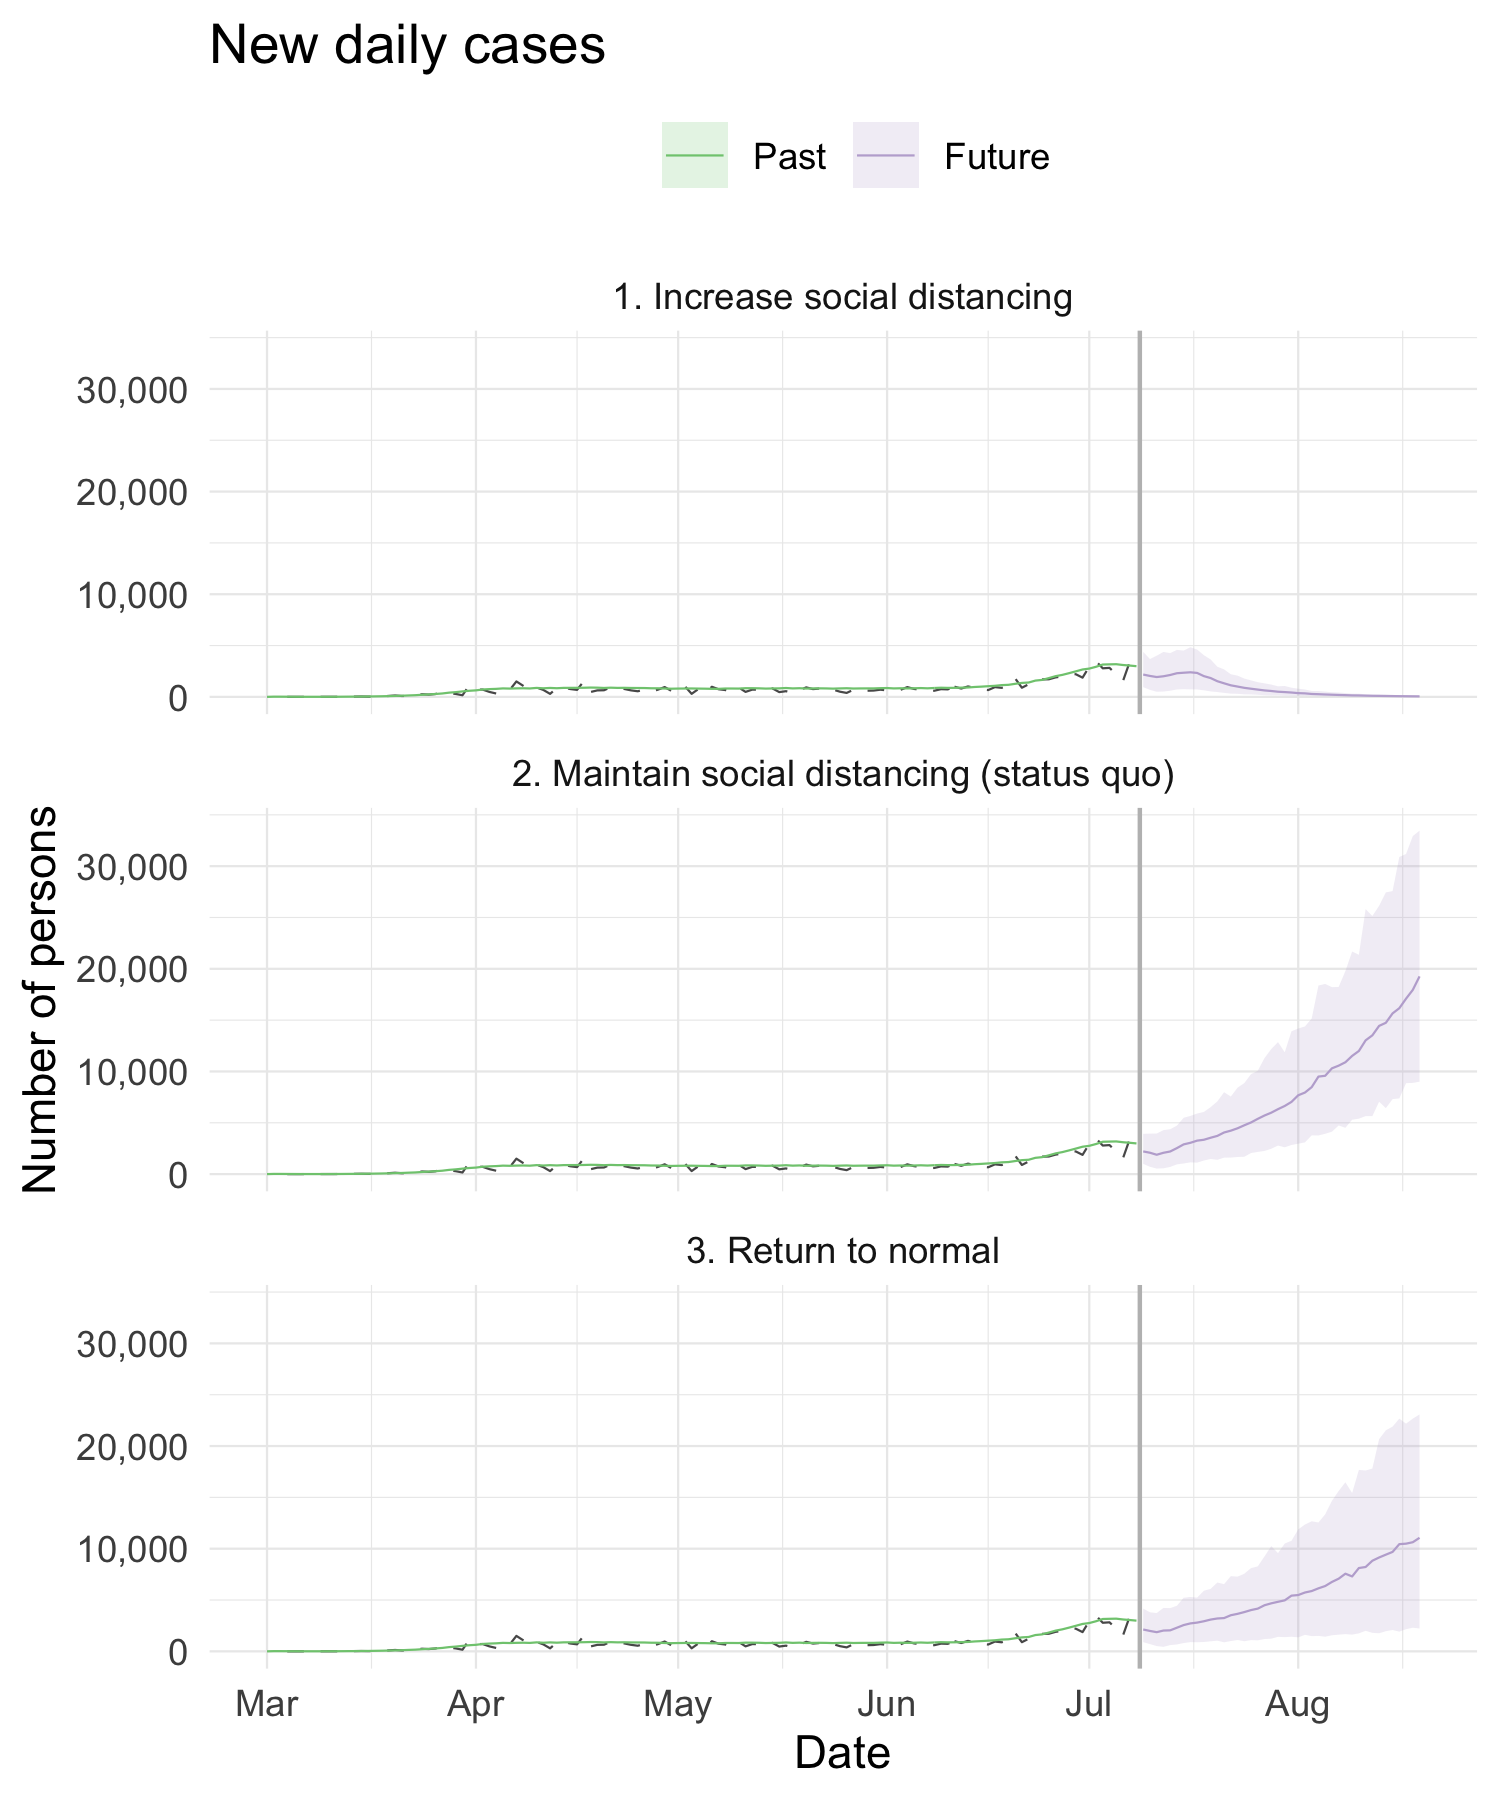 New daily cases
Past Future
1. Increase social distancing
30,000
20,000
10,000
0
2. Maintain social distancing (status quo)
Number of persons
30,000
20,000
10,000
0
3. Return to normal
30,000
20,000
10,000
0
Mar Apr May Jun Jul Aug
Date